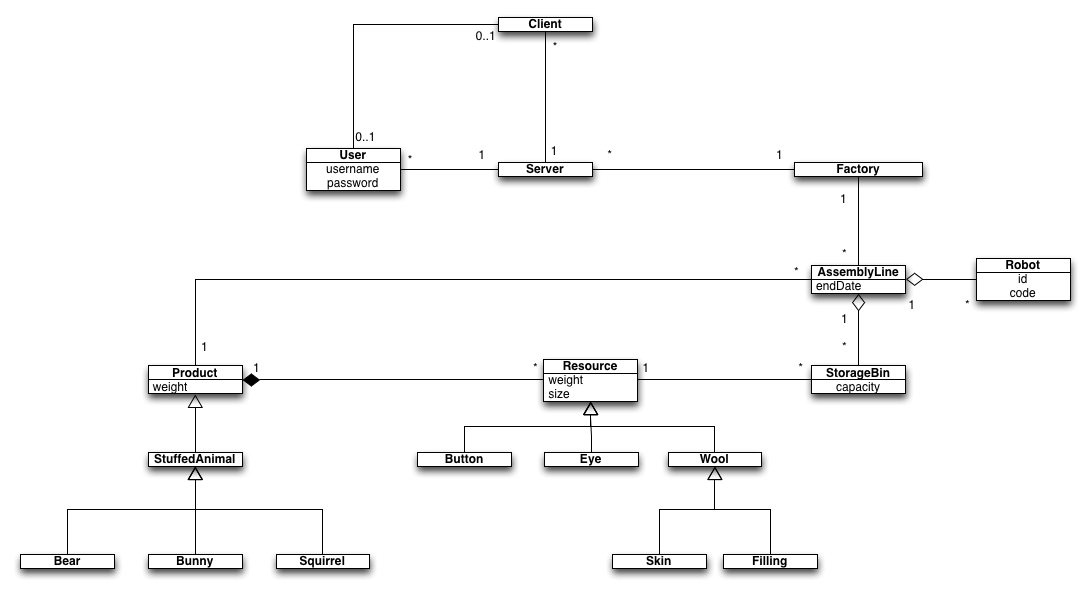 Client
0..1
*
0..1
User
username
password
*
1
1
Server
*
1
Factory
1
*
*
AssemblyLine
endDate
1
*
Robot
id
code
1
*
1
Product
weight
1
*
Resource
weight
size
1
*
StorageBin
capacity
StuffedAnimal
Button
Eye
Wool
Bear
Bunny
Squirrel
Skin
Filling